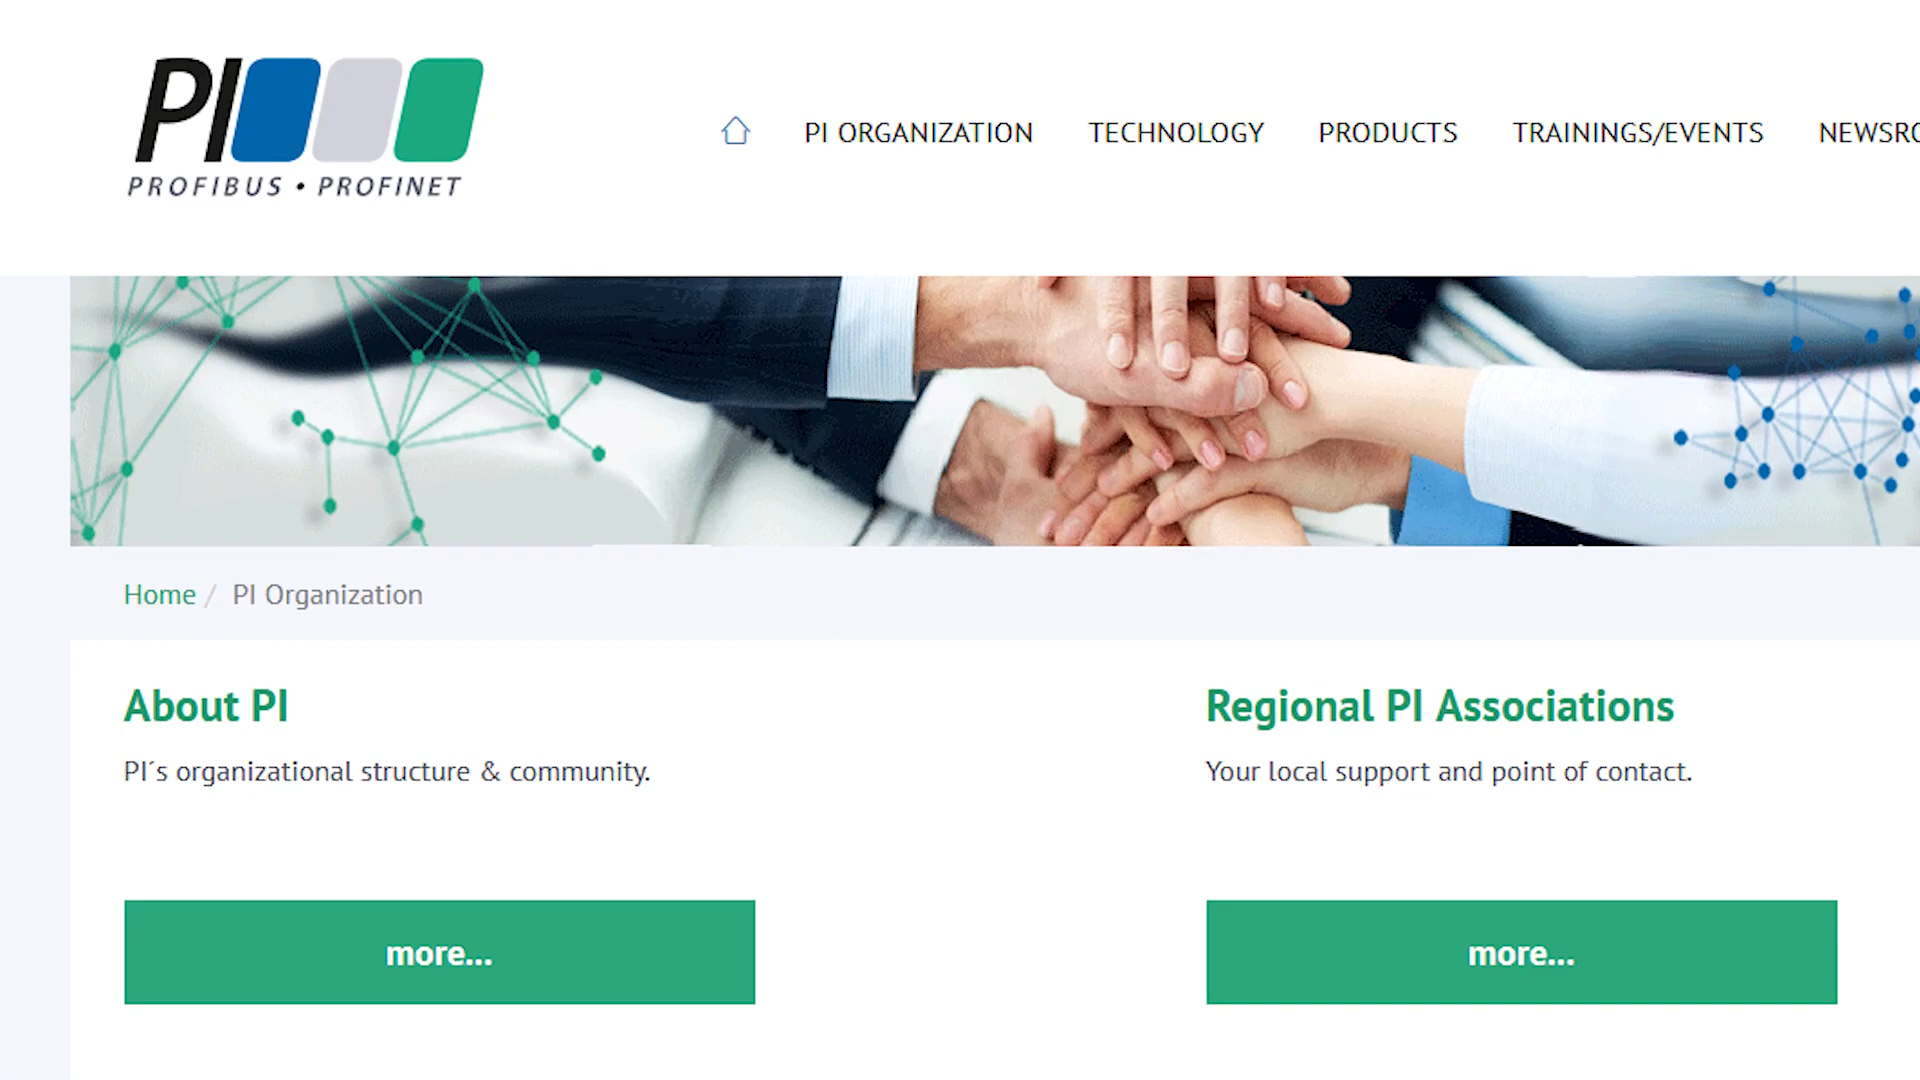 PI
PROFIBUS • PROFINET
PI ORGANIZATION TECHNOLOGY PRODUCTS TRAININGS/EVENTS NEWSRO
Home / PI Organization
About PI
PI´s organizational structure & community.
more...
Regional PI Associations
Your local support and point of contact.
more...